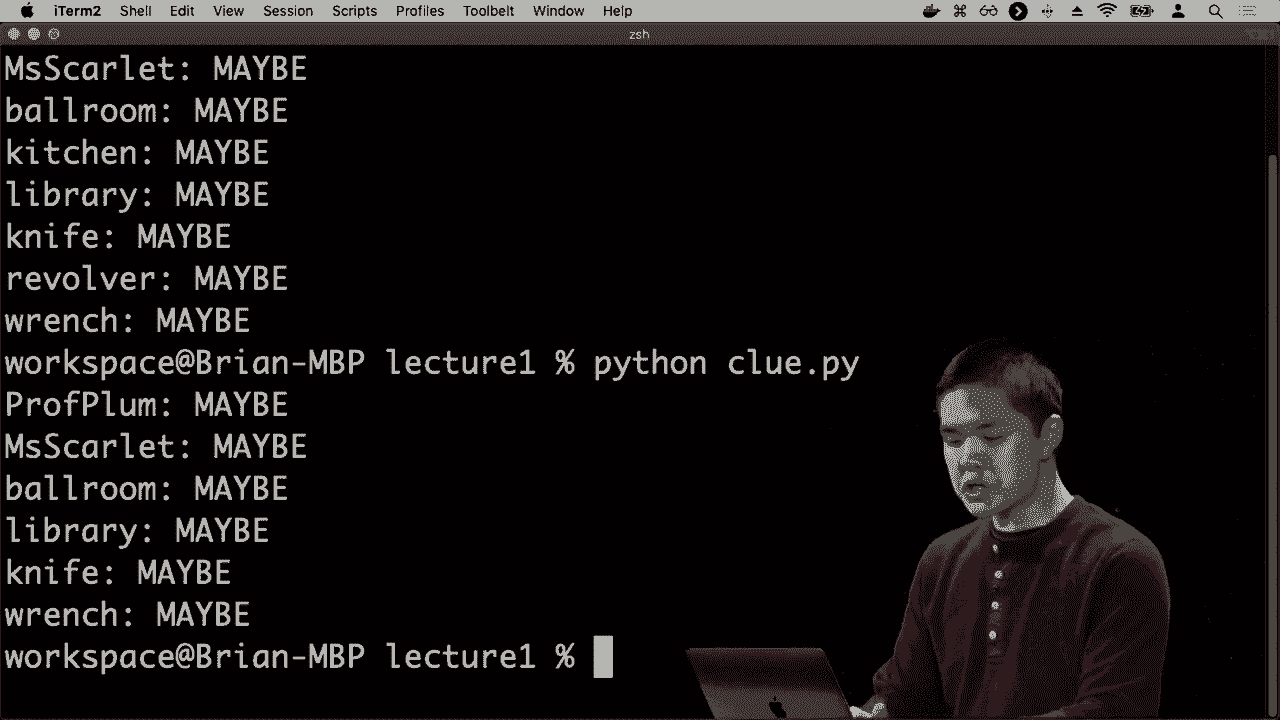 iTerm2 Shell Edit View Session Scripts Profiles Toolbelt Window Help
zsh
MsScarlet: MAYBE
ballroom: MAYBE
kitchen: MAYBE
library: MAYBE
knife: MAYBE
revolver: MAYBE
wrench: MAYBE
workspace@Brian-MBP lecture1 % python clue.py
ProfPlum: MAYBE
MsScarlet: MAYBE
ballroom: MAYBE
library: MAYBE
knife: MAYBE
wrench: MAYBE
workspace@Brian-MBP lecture1 %